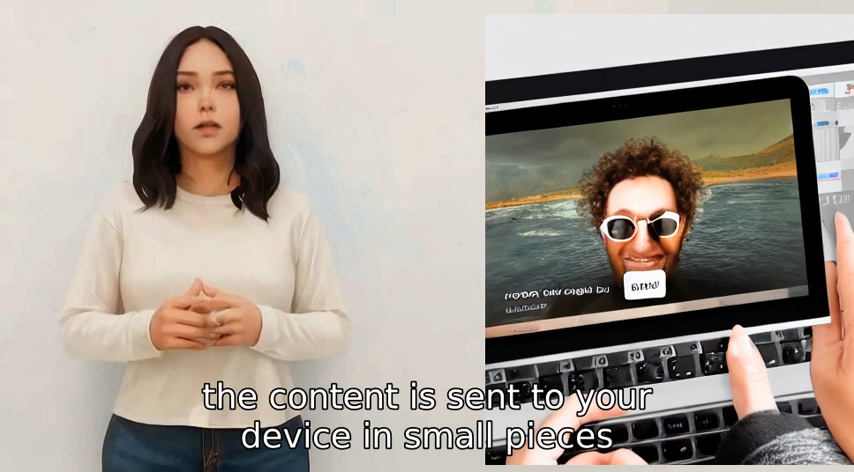 the content is sent to your
device in small pieces